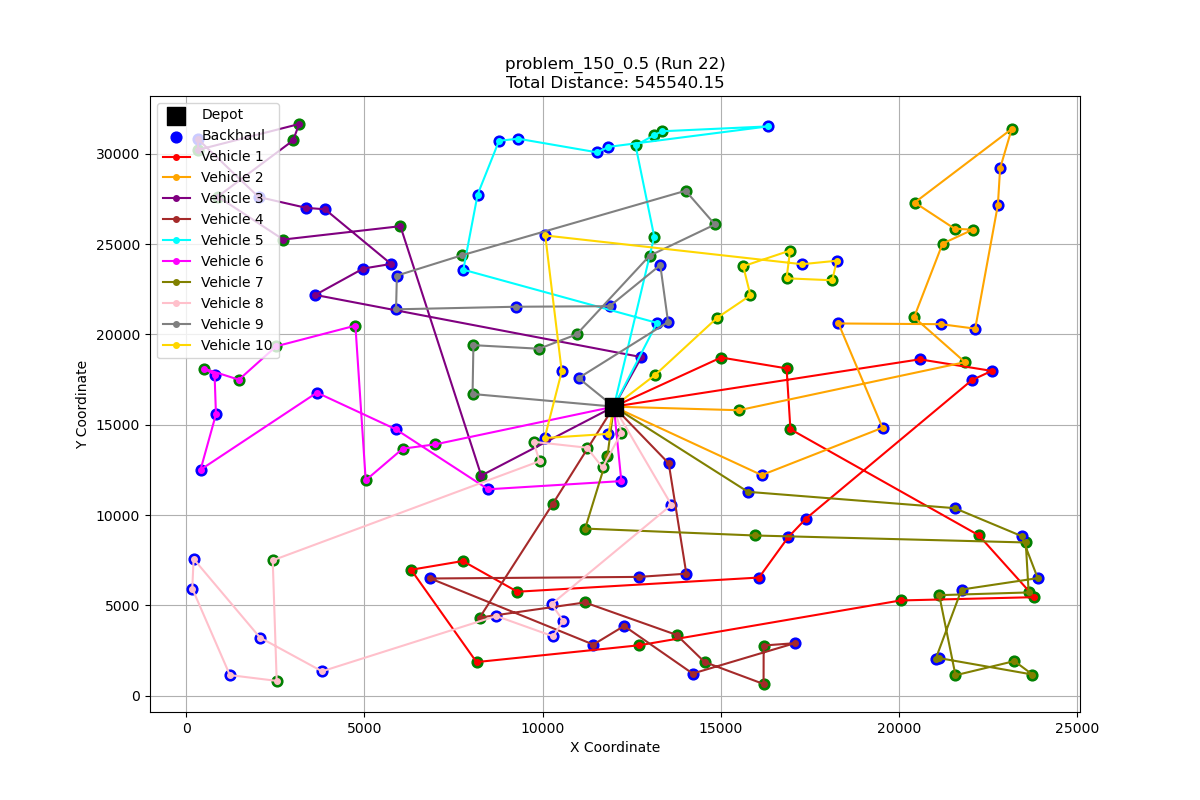 problem_150_0.5 (Run 22)
Total Distance: 545540.15
Depot
Backhaul
Vehicle 1
Vehicle 2
Vehicle 3
Vehicle 4
Vehicle 5
Vehicle 6
Vehicle 7
Vehicle 8
Vehicle 9
Vehicle 10
30000
25000
20000
15000
10000
5000
0
Y Coordinate
0 5000 10000 15000 20000 25000
X Coordinate